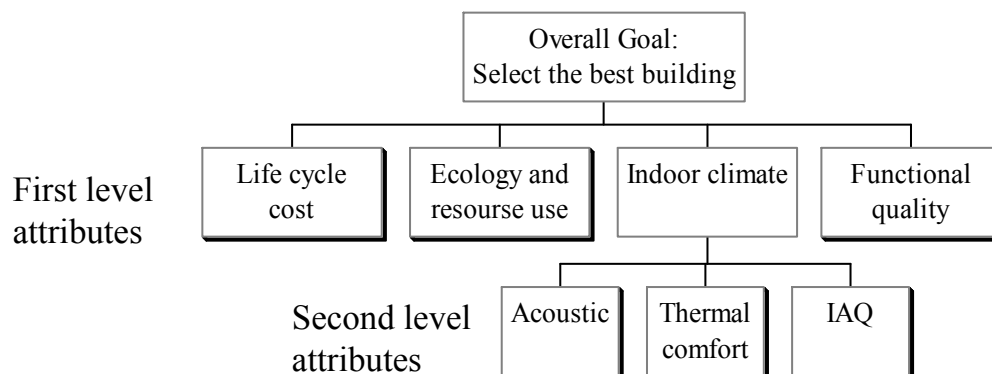 Overall Goal:
Select the best building
First level
attributes
Life cycle
cost
Ecology and
resourse use
Indoor climate
Functional
quality
Second level
attributes
Acoustic
Thermal
comfort
IAQ